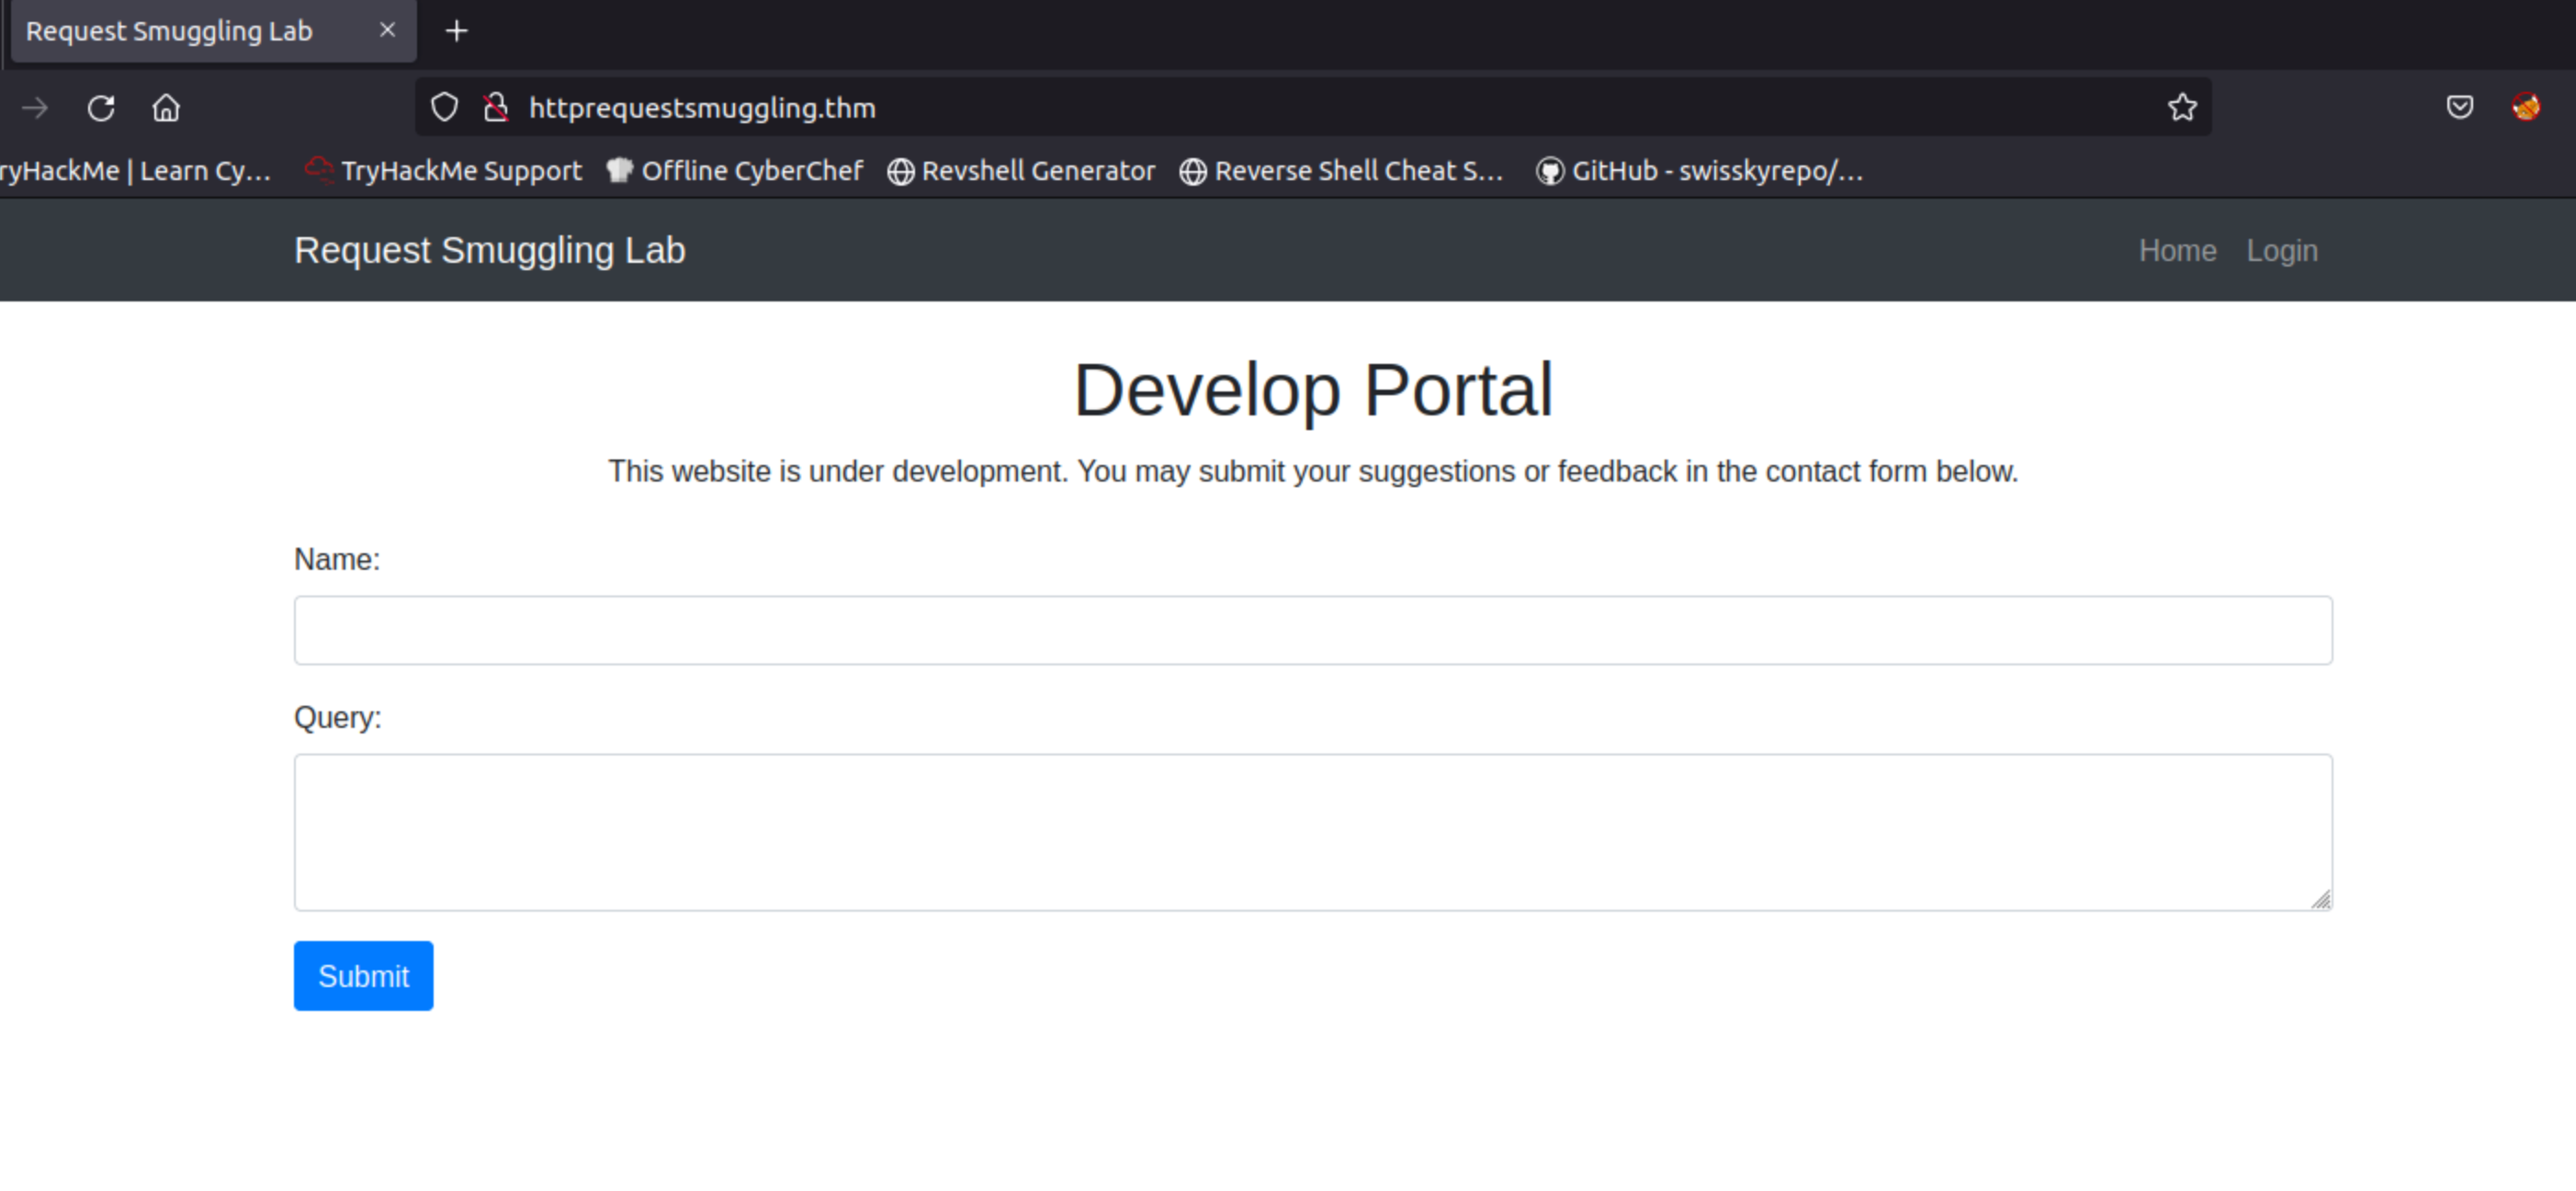 Request Smuggling Lab
httprequestsmuggling.thm
ryHackMe | Learn Cy… TryHackMe Support Offline CyberChef Revshell Generator Reverse Shell Cheat S… GitHub - swisskyrepo/…
Request Smuggling Lab Home Login
Develop Portal
This website is under development. You may submit your suggestions or feedback in the contact form below.
Name:
Query:
Submit